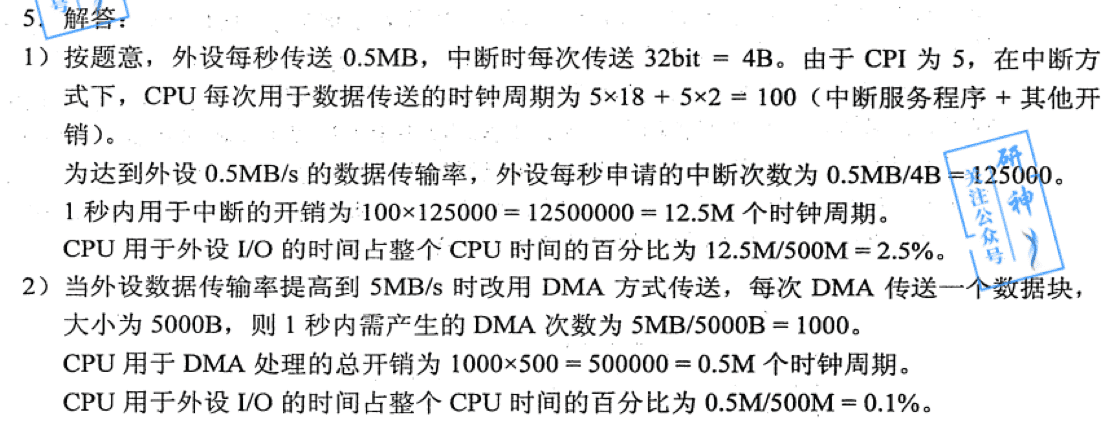 5. 解答：
1）按题意，外设每秒传送 0.5MB，中断时每次传送 32bit = 4B。由于 CPI 为 5，在中断方
式下，CPU 每次用于数据传送的时钟周期为 5×18 + 5×2 = 100（中断服务程序 + 其他开
销）。
为达到外设 0.5MB/s 的数据传输率，外设每秒申请的中断次数为 0.5MB/4B = 125000。
1 秒内用于中断的开销为 100×125000 = 12500000 = 12.5M 个时钟周期。
CPU 用于外设 I/O 的时间占整个 CPU 时间的百分比为 12.5M/500M = 2.5%。
2）当外设数据传输率提高到 5MB/s 时改用 DMA 方式传送，每次 DMA 传送一个数据块，
大小为 5000B，则 1 秒内需产生的 DMA 次数为 5MB/5000B = 1000。
CPU 用于 DMA 处理的总开销为 1000×500 = 500000 = 0.5M 个时钟周期。
CPU 用于外设 I/O 的时间占整个 CPU 时间的百分比为 0.5M/500M = 0.1%。
研神
关注公众号